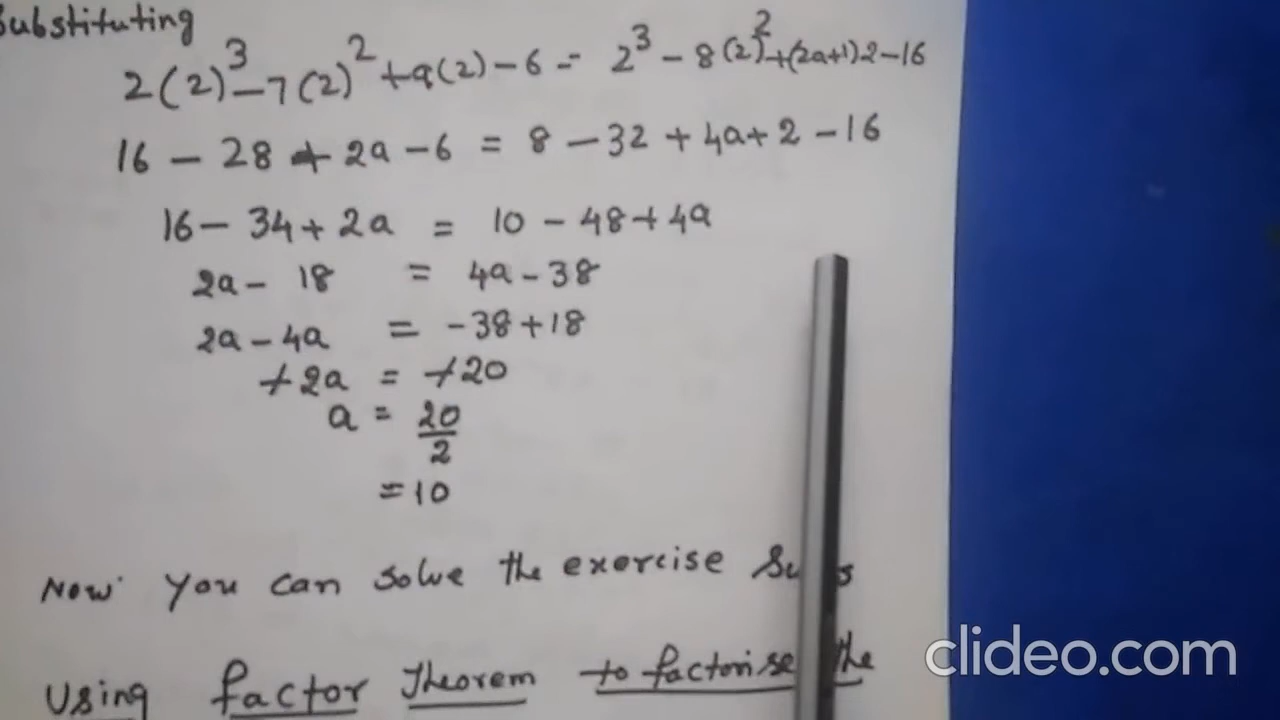 Substituting
2(2)³-7(2)²+a(2)-6 = 2³-8(2)²+(2a+1)2-16
16-28+2a-6 = 8-32+4a+2-16
16-34+2a = 10-48+4a
2a-18 = 4a-38
2a-4a = -38+18
+2a = +20
a = 20/2
=10
Now you can solve the exercise
Using factor Theorem to factorise the
clideo.com